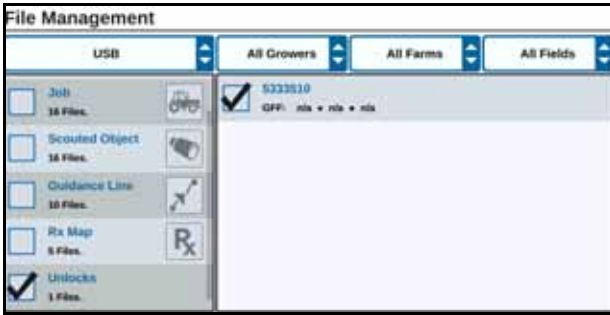 File Management
USB
All Growers
All Farms
All Fields
Job
16 Files.
Scouted Object
16 Files.
Guidance Line
10 Files.
Rx Map
5 Files.
Unlocks
1 Files.
Rx
5333510
GFF: n\s • n\s • n\s